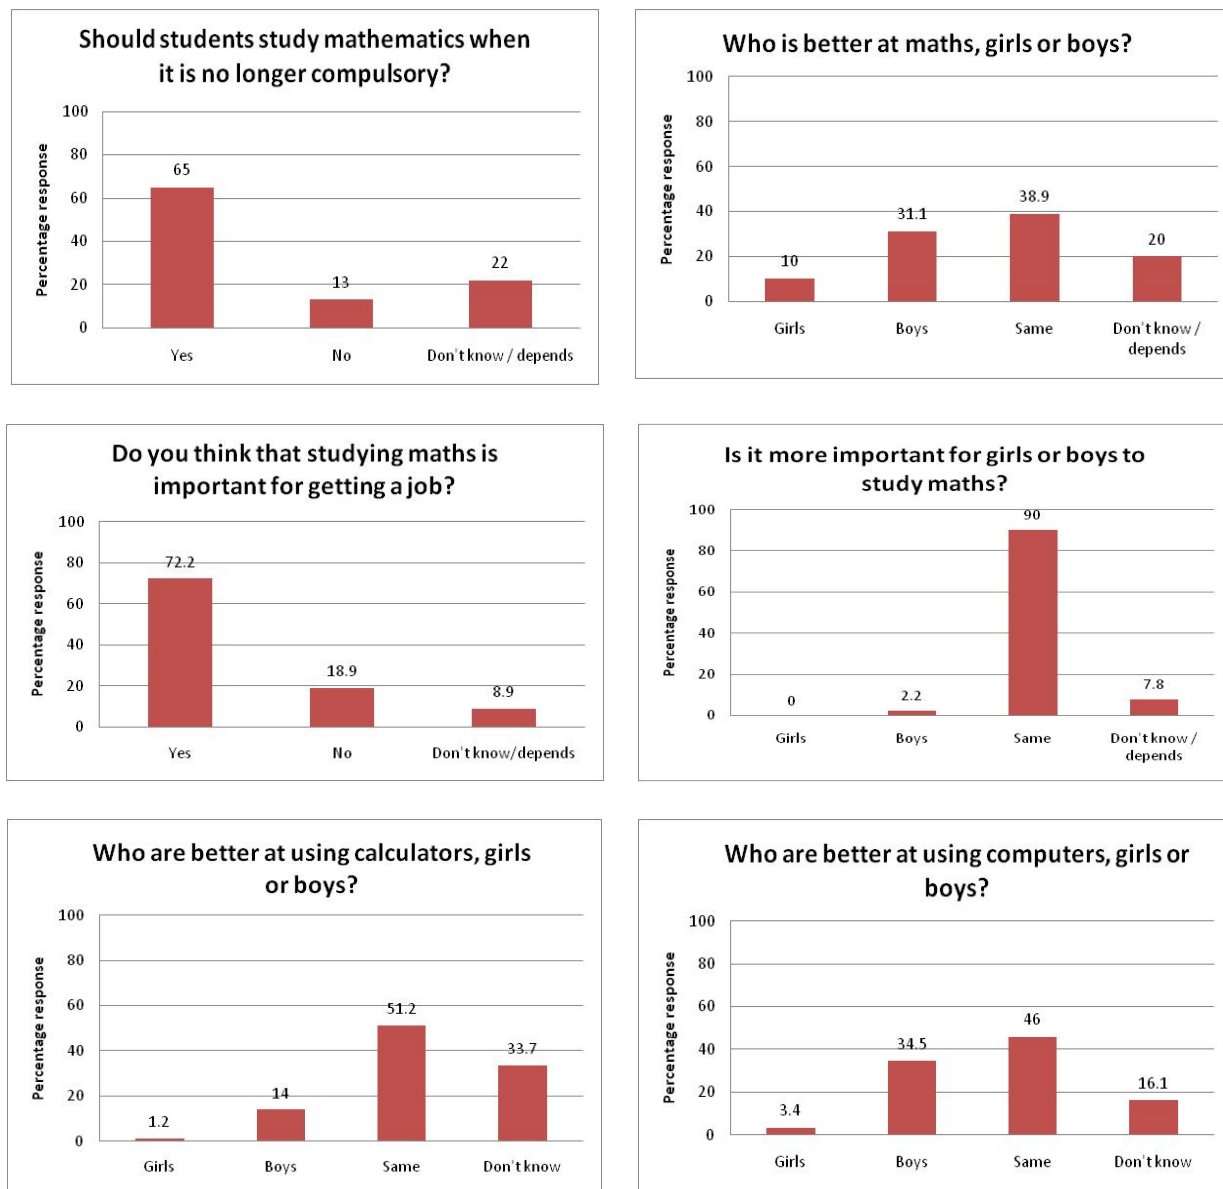 Should students study mathematics when
it is no longer compulsory?
Percentage response
100
80
60
40
20
0
65
13
22
Yes No Don't know / depends
Who is better at maths, girls or boys?
Percentage response
100
80
60
40
20
0
10
31.1
38.9
20
Girls Boys Same Don't know /
depends
Do you think that studying maths is
important for getting a job?
Percentage response
100
80
60
40
20
0
72.2
18.9
8.9
Yes No Don't know/depends
Is it more important for girls or boys to
study maths?
Percentage response
100
80
60
40
20
0
0
2.2
90
7.8
Girls Boys Same Don't know /
depends
Who are better at using calculators, girls
or boys?
Percentage response
100
80
60
40
20
0
1.2
14
51.2
33.7
Girls Boys Same Don't know
Who are better at using computers, girls or
boys?
Percentage response
100
80
60
40
20
0
3.4
34.5
46
16.1
Girls Boys Same Don't know